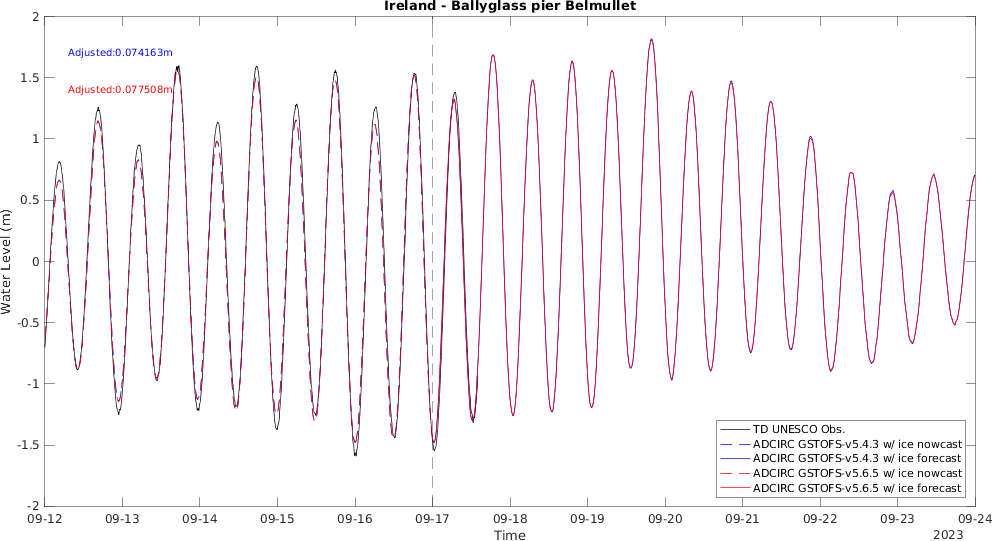 Ireland - Ballyglass pier Belmullet
2
1.5
1
0.5
0
-0.5
-1
-1.5
-2
Water Level (m)
Adjusted:0.074163m
Adjusted:0.077508m
TD UNESCO Obs.
ADCIRC GSTOFS-v5.4.3 w/ ice nowcast
ADCIRC GSTOFS-v5.4.3 w/ ice forecast
ADCIRC GSTOFS-v5.6.5 w/ ice nowcast
ADCIRC GSTOFS-v5.6.5 w/ ice forecast
09-12 09-13 09-14 09-15 09-16 09-17 09-18 09-19 09-20 09-21 09-22 09-23 09-24
Time
2023